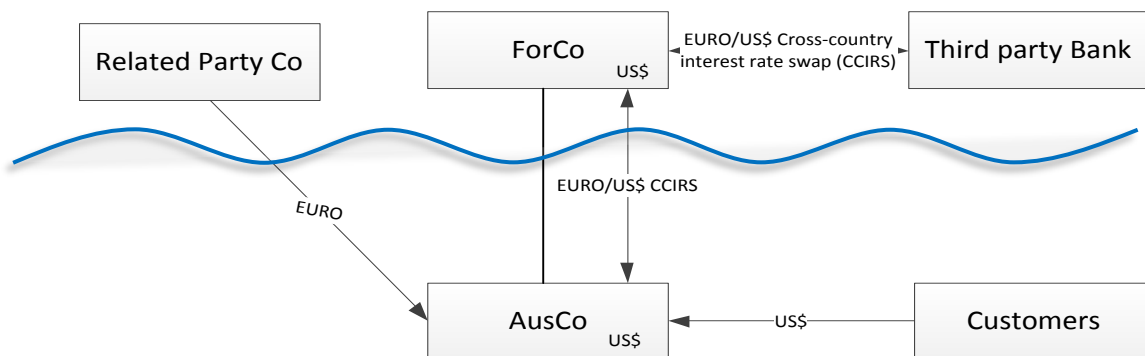 Related Party Co
ForCo
US$
EURO/US$ Cross-country
interest rate swap (CCIRS)
Third party Bank
EURO
EURO/US$ CCIRS
AusCo
US$
US$
Customers